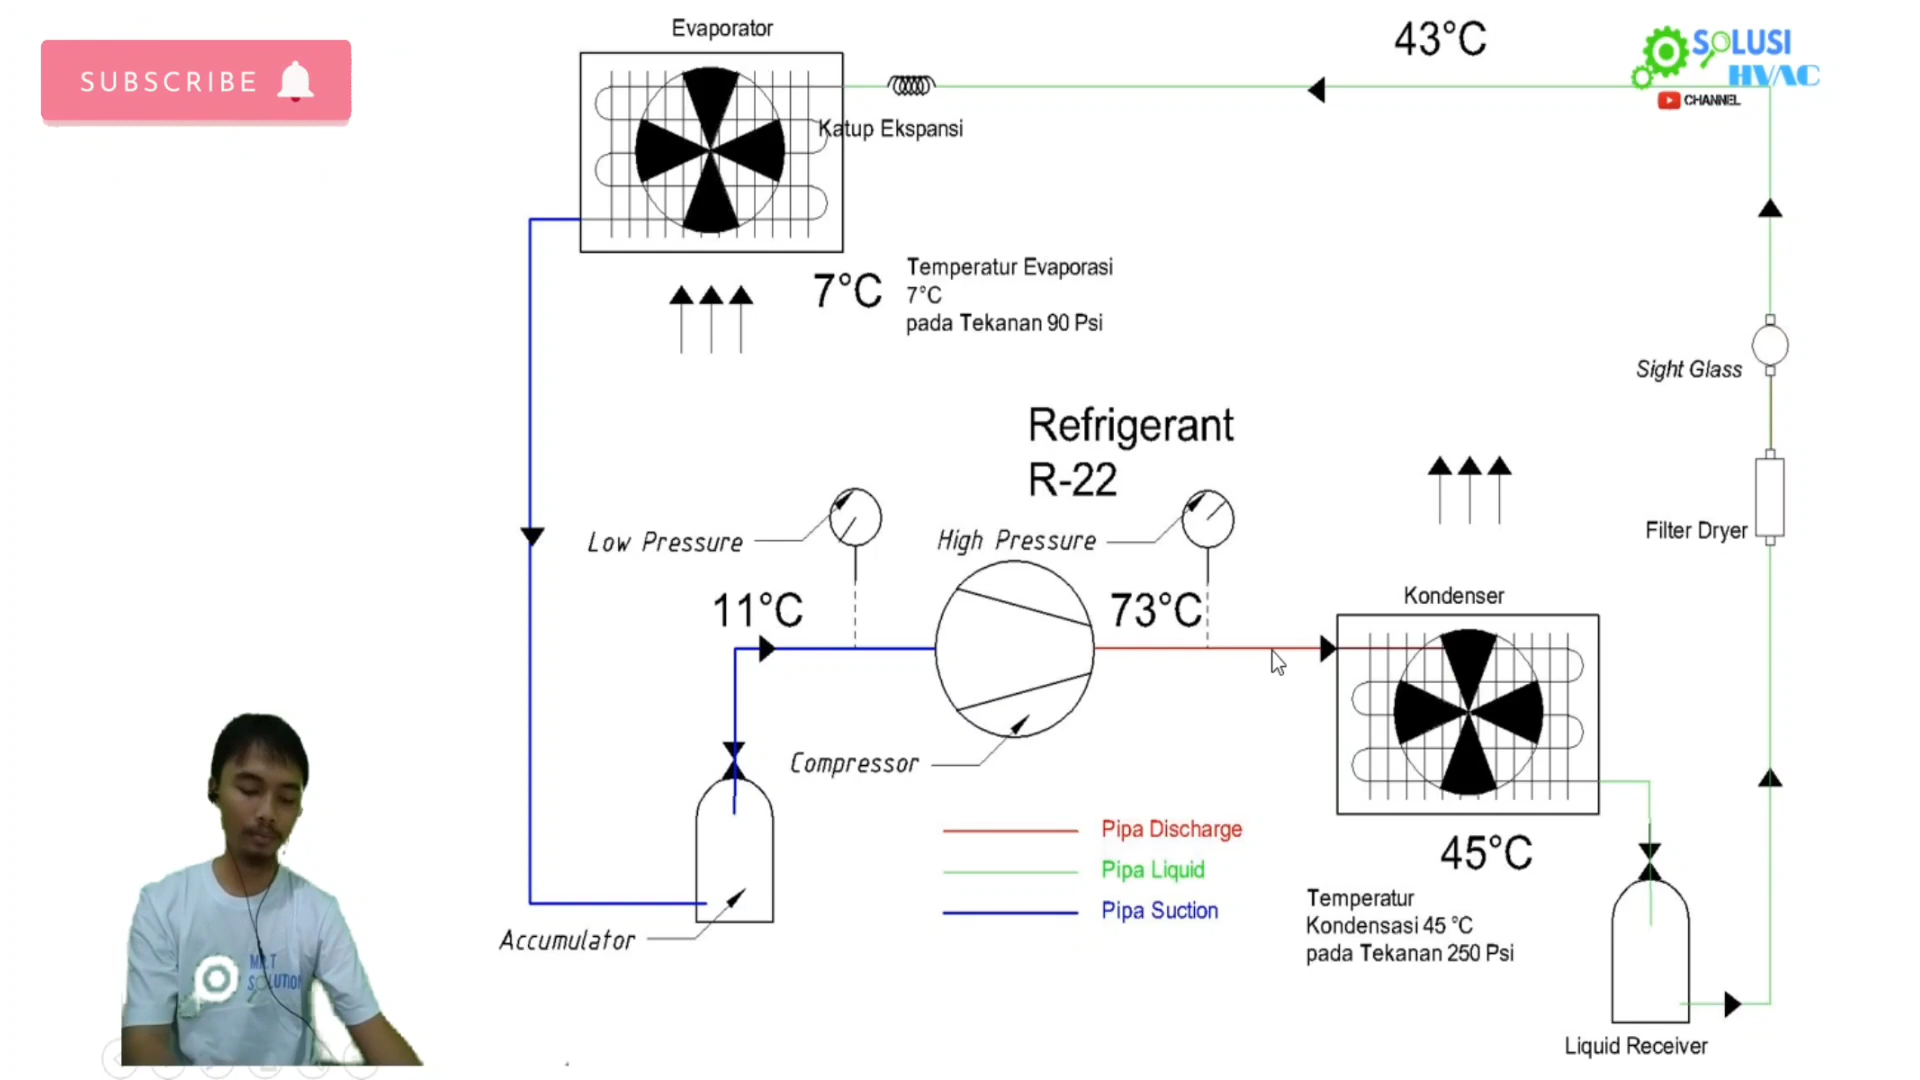 Evaporator
43°C
SOLUSI
HVAC
CHANNEL
SUBSCRIBE
Katup Ekspansi
7°C
Temperatur Evaporasi
7°C
pada Tekanan 90 Psi
Sight Glass
Refrigerant
R-22
Filter Dryer
Low Pressure
High Pressure
11°C
73°C
Kondenser
Compressor
Pipa Discharge
Pipa Liquid
Pipa Suction
45°C
Temperatur
Kondensasi 45 °C
pada Tekanan 250 Psi
Accumulator
Liquid Receiver
SOLUTION